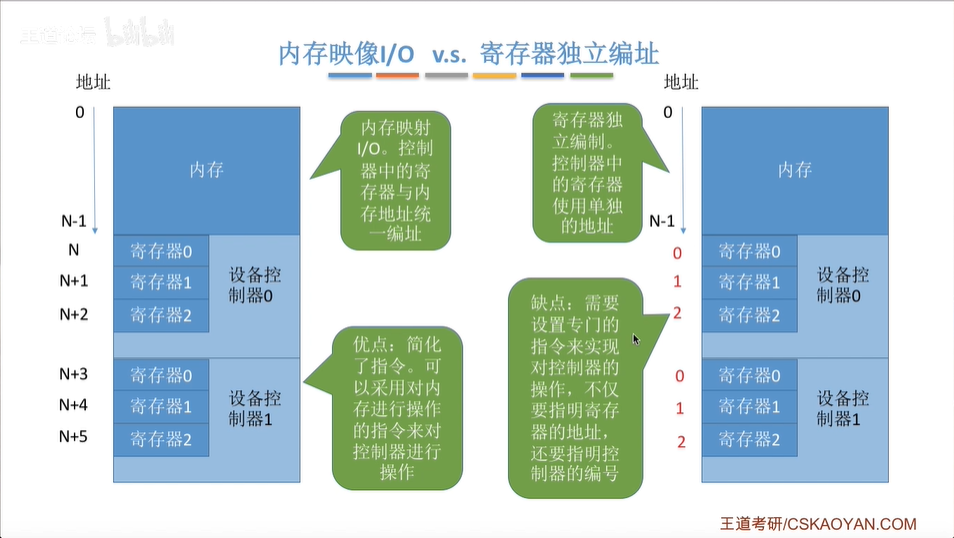 王道考研 bilibili
内存映像I/O v.s. 寄存器独立编址
地址
0
内存
N-1
N
N+1
N+2
寄存器0
寄存器1
寄存器2
设备控
制器0
N+3
N+4
N+5
寄存器0
寄存器1
寄存器2
设备控
制器1
内存映射
I/O。控制
器中的寄
存器与内
存地址统
一编址
优点：简化
了指令。可
以采用对内
存进行操作
的指令来对
控制器进行
操作
寄存器独
立编制。
控制器中
的寄存器
使用单独
的地址
缺点：需要
设置专门的
指令来实现
对控制器的
操作，不仅
要指明寄存
器的地址，
还要指明控
制器的编号
地址
0
内存
N-1
0
1
2
寄存器0
寄存器1
寄存器2
设备控
制器0
0
1
2
寄存器0
寄存器1
寄存器2
设备控
制器1
王道考研/CSKAOYAN.COM